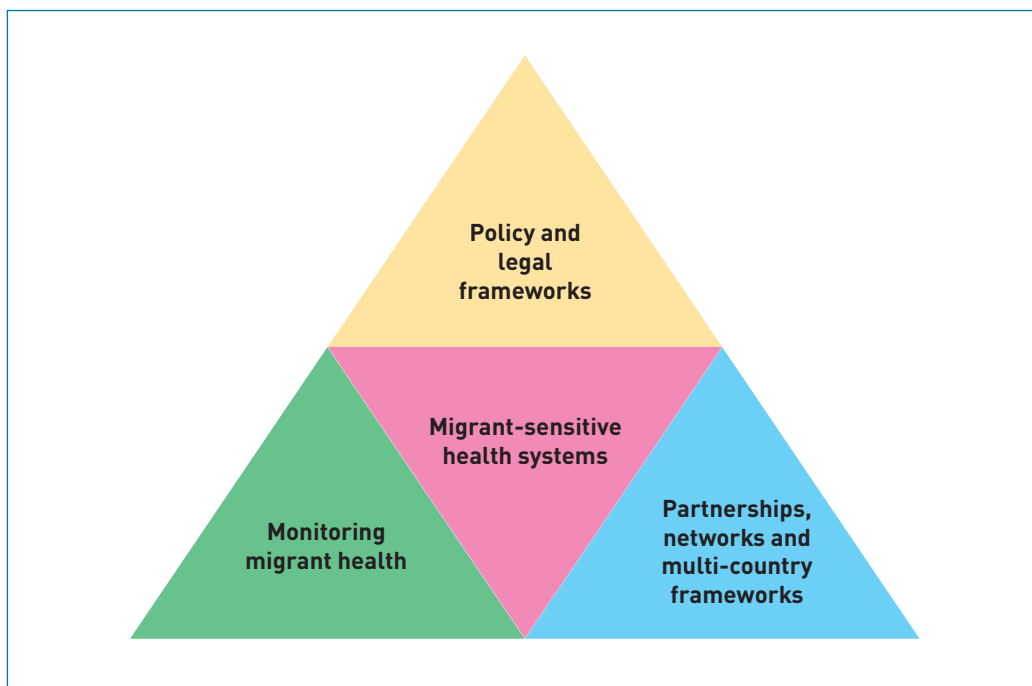 Policy and
legal
frameworks
Migrant-sensitive
health systems
Monitoring
migrant health
Partnerships,
networks and
multi-country
frameworks